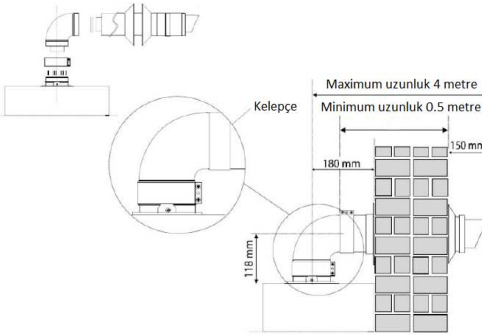 Maximum uzunluk 4 metre
Kelepçe
Minimum uzunluk 0.5 metre
150 mm
180 mm
118 mm